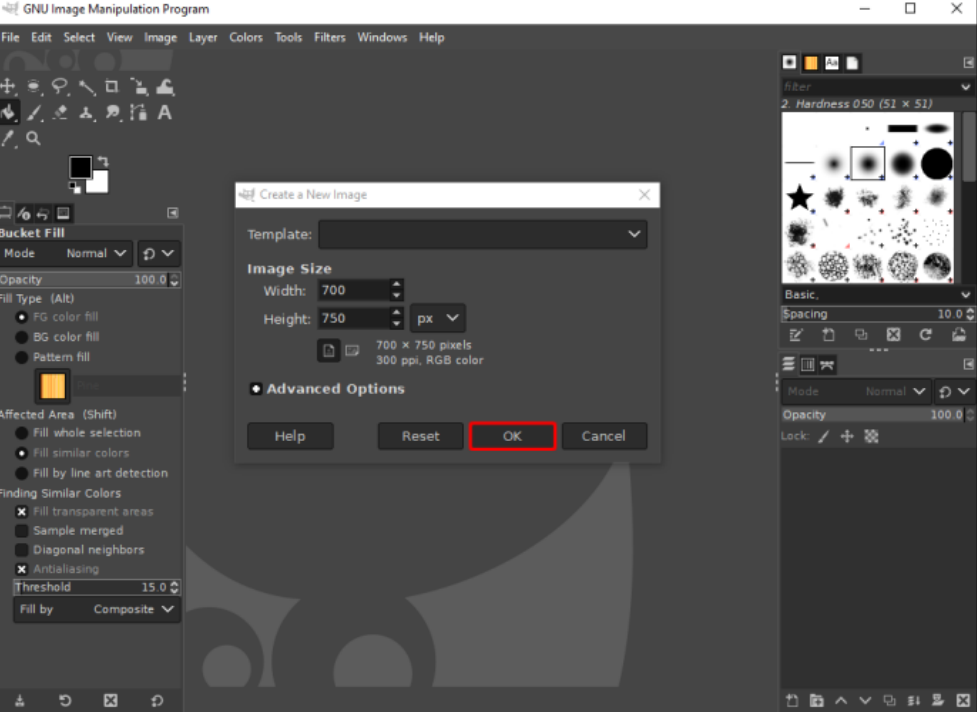 GNU Image Manipulation Program
File Edit Select View Image Layer Colors Tools Filters Windows Help
A
Bucket Fill
Mode Normal
Opacity 100.0
Fill Type (Alt)
FG color fill
BG color fill
Pattern fill
Affected Area (Shift)
Fill whole selection
Fill similar colors
Fill by line art detection
Finding Similar Colors
Fill transparent areas
Sample merged
Diagonal neighbors
Antialiasing
Threshold 15.0
Fill by Composite
Create a New Image
Template:
Image Size
Width: 700
Height: 750 px
700 × 750 pixels
300 ppi, RGB color
Advanced Options
Help Reset OK Cancel
Aa
filter
2. Hardness 050 (51 × 51)
Basic,
Spacing 10.0
Mode Normal
Opacity 100.0
Lock: